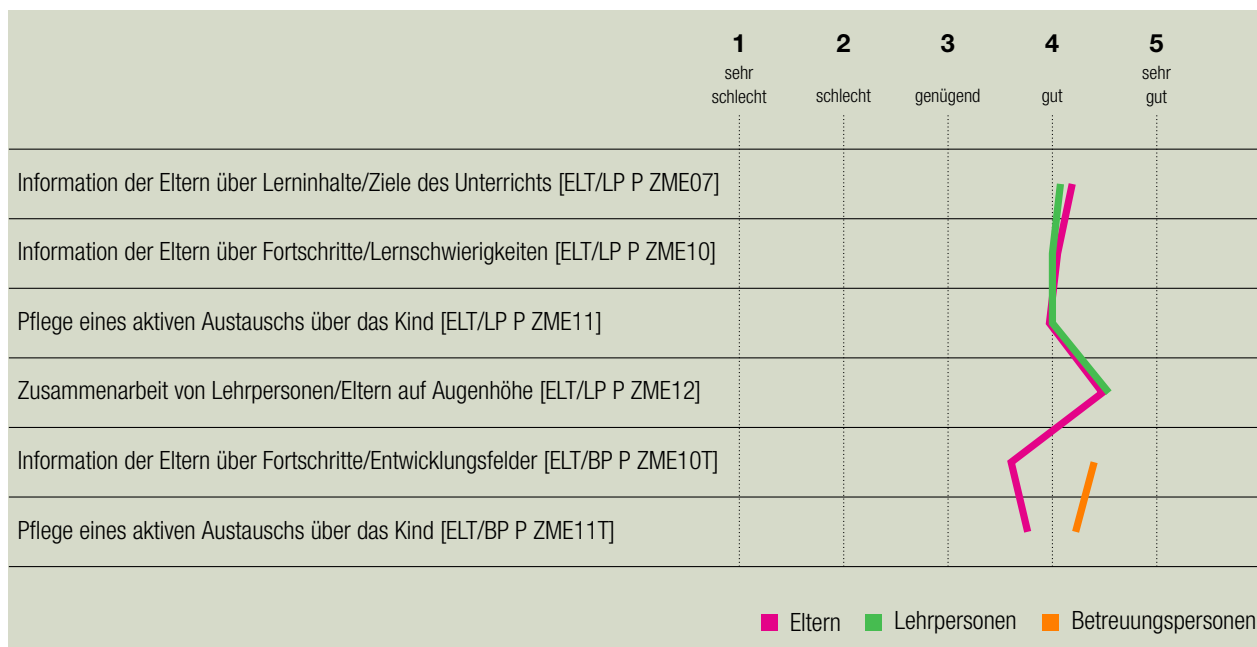 1 2 3 4 5
sehr schlecht schlecht genügend gut sehr gut
Information der Eltern über Lerninhalte/Ziele des Unterrichts [ELT/LP P ZME07]
Information der Eltern über Fortschritte/Lernschwierigkeiten [ELT/LP P ZME10]
Pflege eines aktiven Austauschs über das Kind [ELT/LP P ZME11]
Zusammenarbeit von Lehrpersonen/Eltern auf Augenhöhe [ELT/LP P ZME12]
Information der Eltern über Fortschritte/Entwicklungsfelder [ELT/BP P ZME10T]
Pflege eines aktiven Austauschs über das Kind [ELT/BP P ZME11T]
Eltern Lehrpersonen Betreuungspersonen